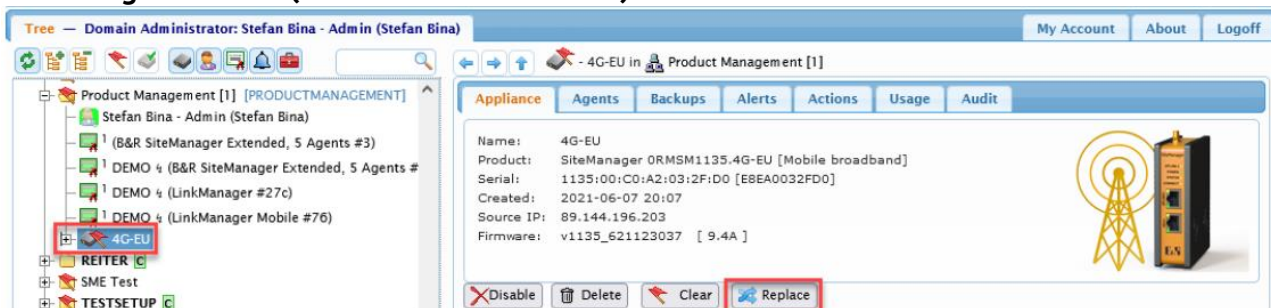 Tree — Domain Administrator: Stefan Bina - Admin (Stefan Bina)
My Account
About
Logoff
- 4G-EU in Product Management [1]
Product Management [1] [PRODUCTMANAGEMENT]
Stefan Bina - Admin (Stefan Bina)
1 (B&R SiteManager Extended, 5 Agents #3)
1 DEMO (B&R SiteManager Extended, 5 Agents #
1 DEMO (LinkManager #27c)
1 DEMO (LinkManager Mobile #76)
4G-EU
REITER C
SME Test
TESTSETUP C
Appliance
Agents
Backups
Alerts
Actions
Usage
Audit
Name: 4G-EU
Product: SiteManager 0RMSM1135.4G-EU [Mobile broadband]
Serial: 1135:00:C0:A2:03:2F:D0 [E8EA0032FD0]
Created: 2021-06-07 20:07
Source IP: 89.144.196.203
Firmware: v1135_621123037 [ 9.4A ]
Disable
Delete
Clear
Replace